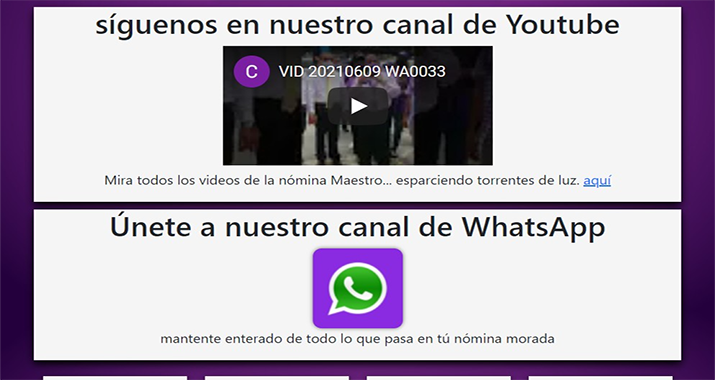 síguenos en nuestro canal de Youtube
C VID 20210609 WA0033
Mira todos los videos de la nómina Maestro... esparciendo torrentes de luz. aquí
Únete a nuestro canal de WhatsApp
mantente enterado de todo lo que pasa en tú nómina morada